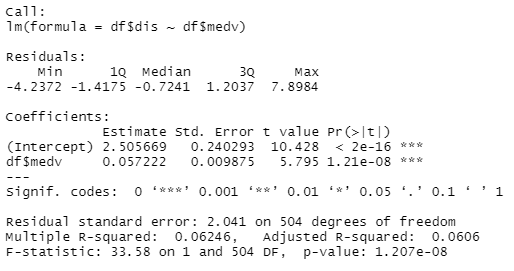 Call:
lm(formula = df$dis ~ df$medv)
Residuals:
Min 1Q Median 3Q Max
-4.2372 -1.4175 -0.7241 1.2037 7.8984
Coefficients:
Estimate Std. Error t value Pr(>|t|)
(Intercept) 2.505669 0.240293 10.428 < 2e-16 ***
df$medv 0.057222 0.009875 5.795 1.21e-08 ***
---
Signif. codes: 0 ‘***’ 0.001 ‘**’ 0.01 ‘*’ 0.05 ‘.’ 0.1 ‘ ’ 1
Residual standard error: 2.041 on 504 degrees of freedom
Multiple R-squared: 0.06246, Adjusted R-squared: 0.0606
F-statistic: 33.58 on 1 and 504 DF, p-value: 1.207e-08